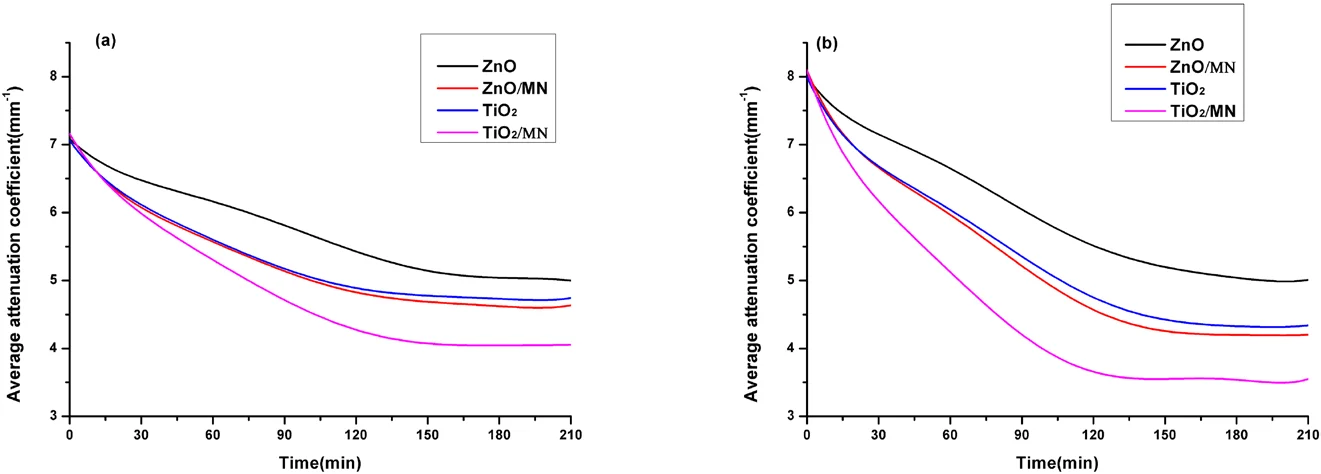 (a)
ZnO
ZnO/MN
TiO2
TiO2/MN
8
7
6
5
4
3
Average attenuation coefficient(mm-1)
0 30 60 90 120 150 180 210
Time(min)
(b)
ZnO
ZnO/MN
TiO2
TiO2/MN
8
7
6
5
4
3
Average attenuation coefficient(mm-1)
0 30 60 90 120 150 180 210
Time(min)